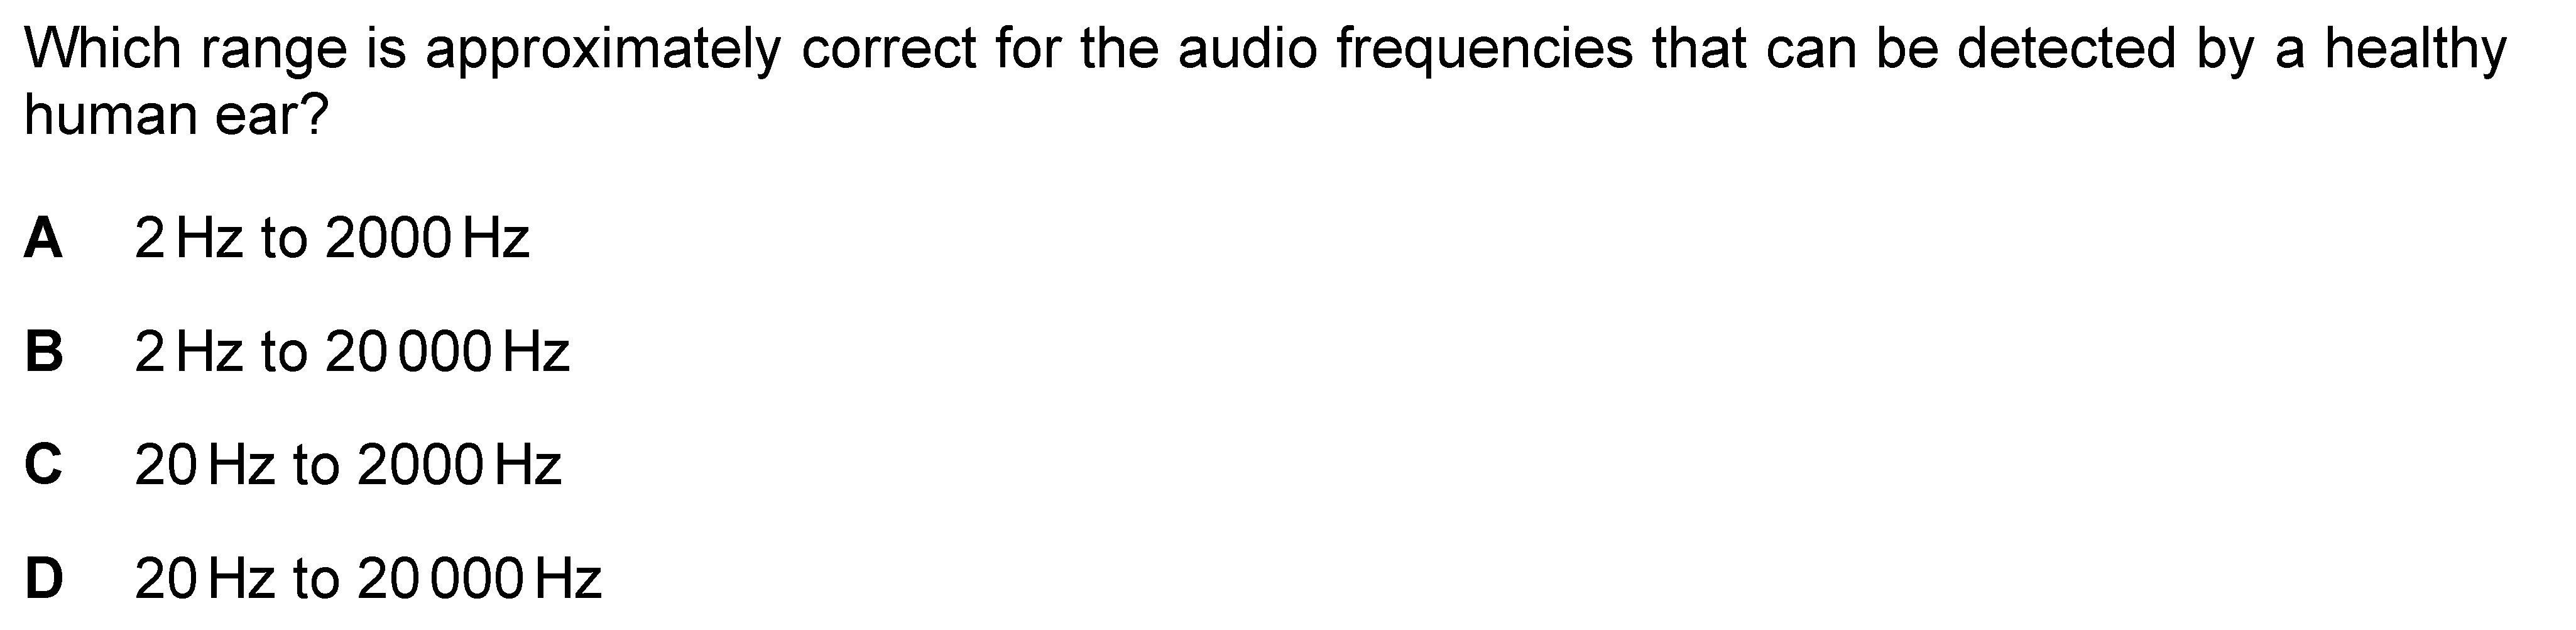 Which range is approximately correct for the audio frequencies that can be detected by a healthy
human ear?
A 2 Hz to 2000 Hz
B 2 Hz to 20 000 Hz
C 20 Hz to 2000 Hz
D 20 Hz to 20 000 Hz